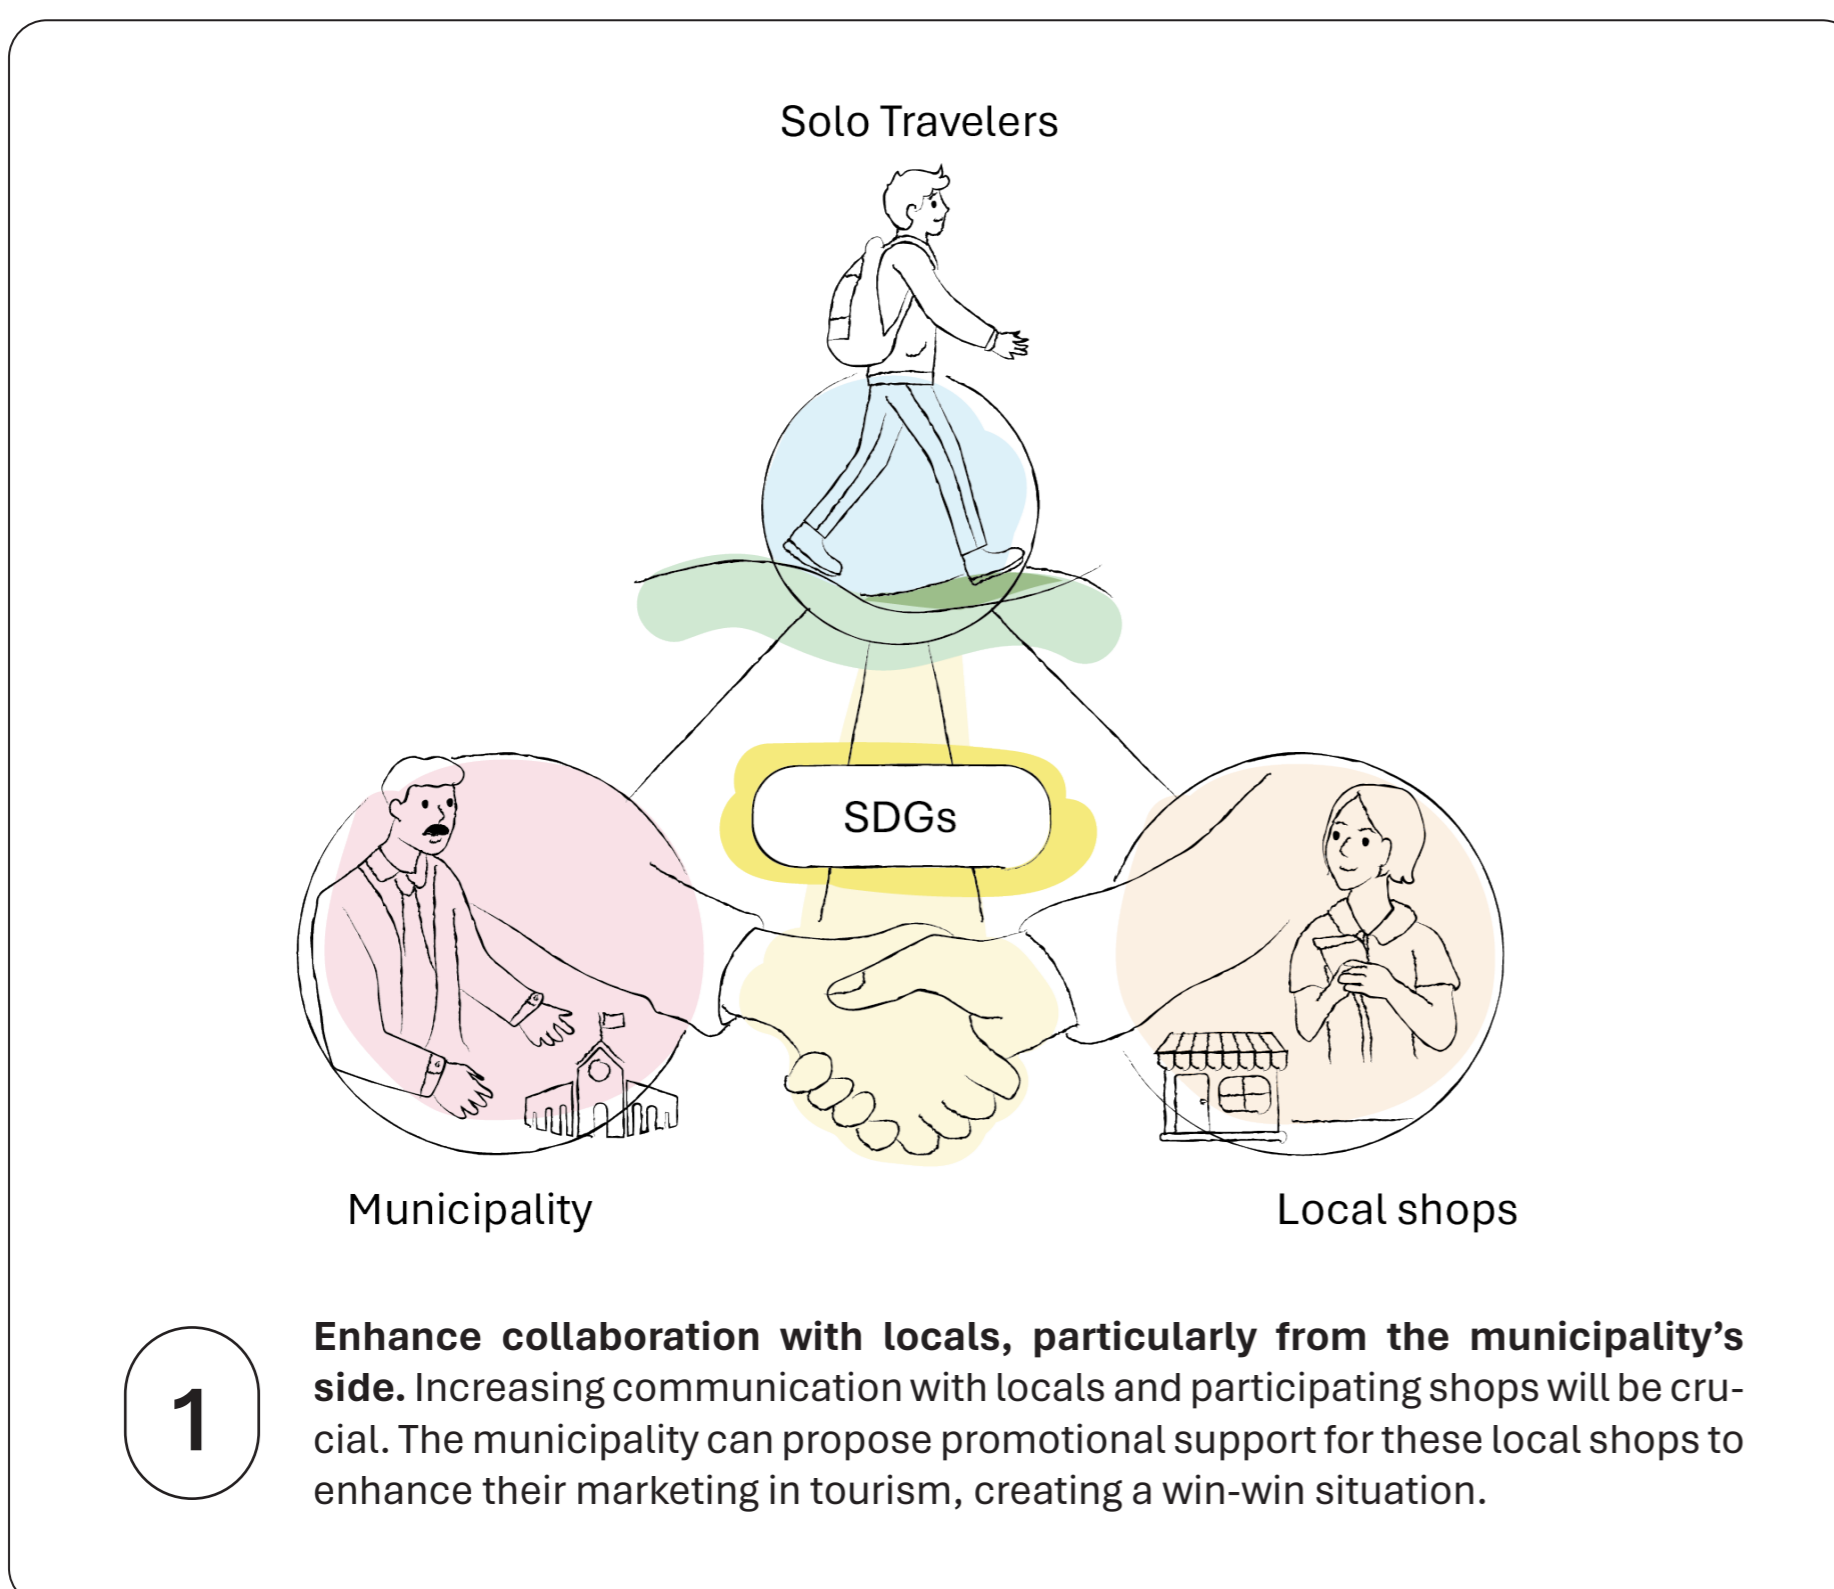 Solo Travelers
SDGs
Municipality
Local shops
1
Enhance collaboration with locals, particularly from the municipality’s
side. Increasing communication with locals and participating shops will be cru-
cial. The municipality can propose promotional support for these local shops to
enhance their marketing in tourism, creating a win-win situation.